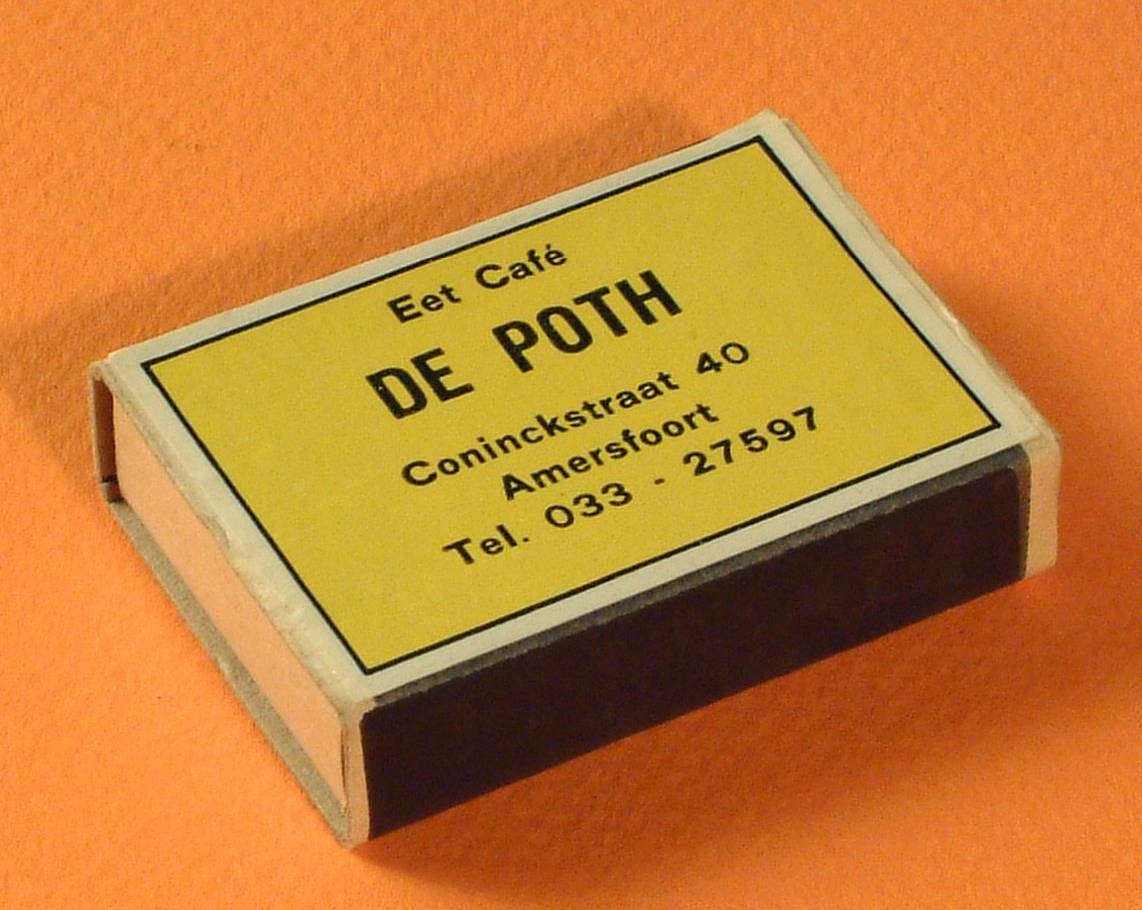 Eet Café
DE POTH
Coninckstraat 40
Amersfoort
Tel. 033 - 27597